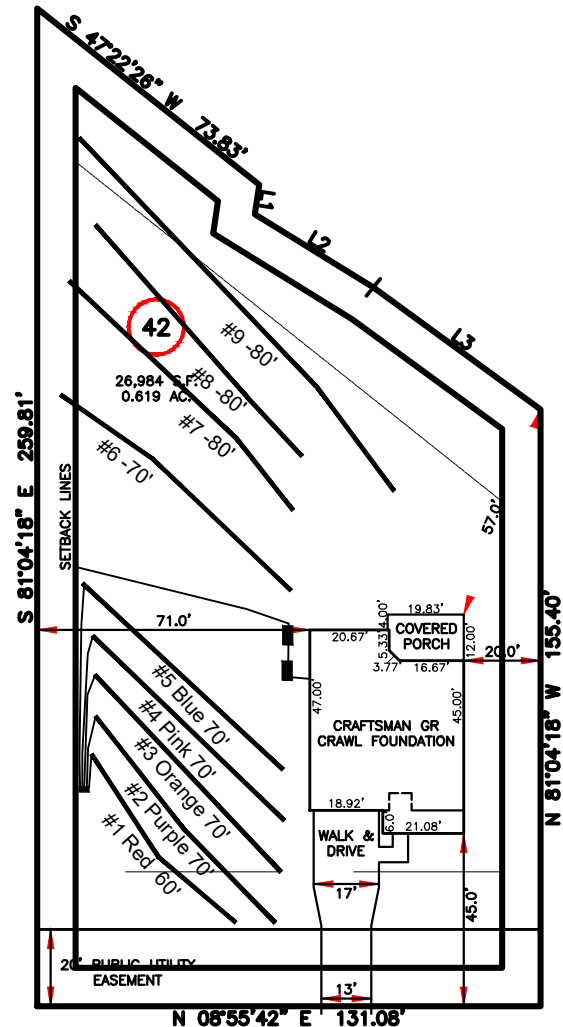 S 47°22'26" W 73.83'
L1
L2
L3
#9 -80'
42
#8 -80'
26,984 S.F.
0.619 AC.
#7 -80'
#6 -70'
S 81°04'18" E 259.81'
SETBACK LINES
57.0'
71.0'
20.67'
5.33'
4.00'
19.83'
COVERED
PORCH
12.00'
20.0'
3.77'
16.67'
N 81°04'18" W 155.40'
47.00'
45.00'
CRAFTSMAN GR
CRAWL FOUNDATION
#5 Blue 70'
#4 Pink 70'
#3 Orange 70'
#2 Purple 70'
#1 Red 60'
18.92'
6.0'
21.08'
WALK &
DRIVE
17'
45.0'
20' PUBLIC UTILITY
EASEMENT
13'
N 08°55'42" E 131.08'